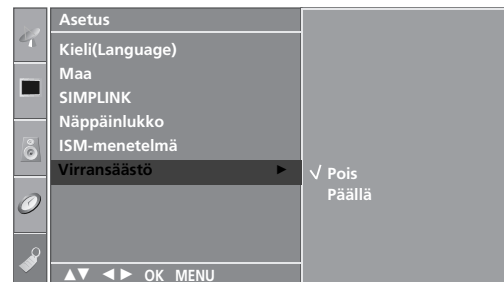 Asetus
Kieli(Language)
Maa
SIMPLINK
Näppäinlukko
ISM-menetelmä
Virransäästö ►
√ Pois
Päällä
▲▼ ◄► OK MENU